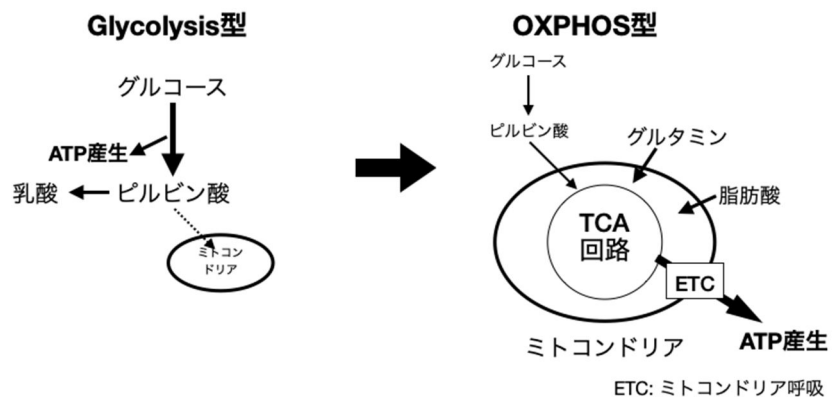 Glycolysis型
グルコース
ATP産生
乳酸
ピルビン酸
ミトコン
ドリア
OXPHOS型
グルコース
ピルビン酸
グルタミン
脂肪酸
TCA
回路
ETC
ATP産生
ミトコンドリア
ETC: ミトコンドリア呼吸